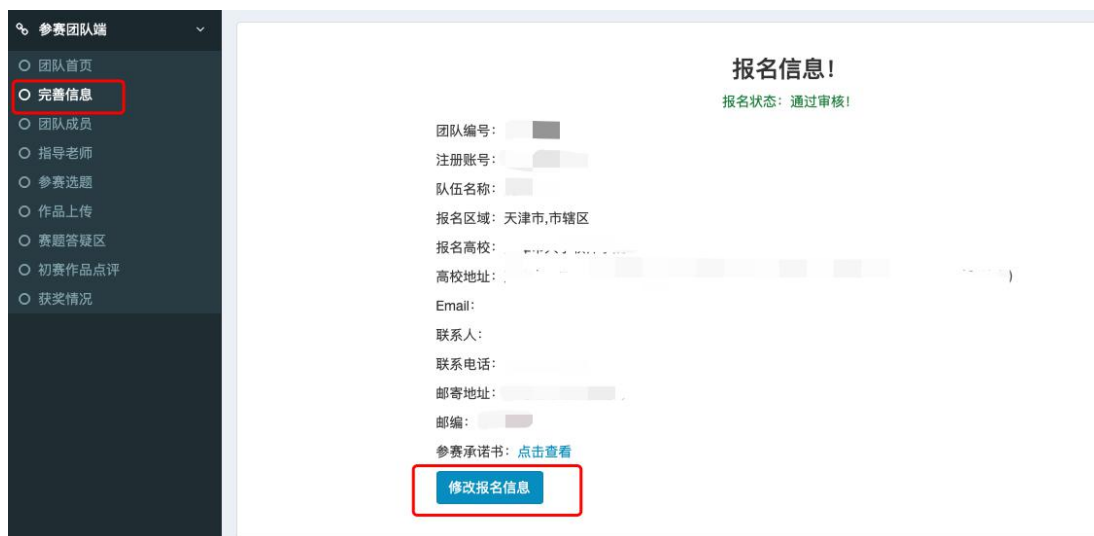 参赛团队端
团队首页
完善信息
团队成员
指导老师
参赛选题
作品上传
赛题答疑区
初赛作品点评
获奖情况
报名信息！
报名状态：通过审核！
团队编号：
注册账号：
队伍名称：
报名区域：天津市,市辖区
报名高校：
高校地址： )
Email：
联系人：
联系电话：
邮寄地址：
邮编：
参赛承诺书：点击查看
修改报名信息